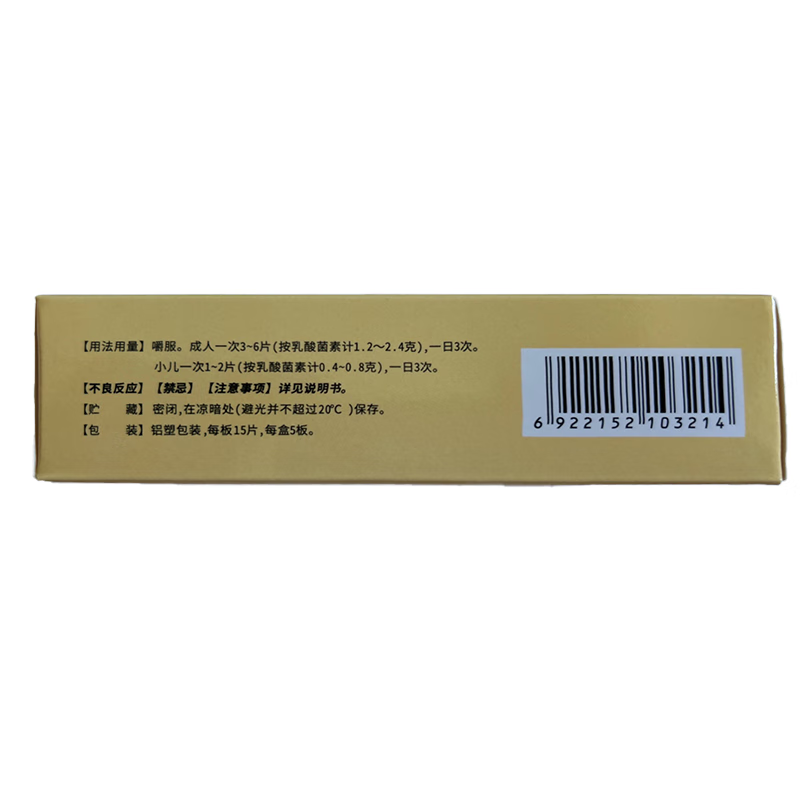 【用法用量】嚼服。成人一次3~6片(按乳酸菌素计1.2～2.4克),一日3次。
小儿一次1~2片(按乳酸菌素计0.4~0.8克),一日3次。
【不良反应】【禁忌】【注意事项】详见说明书。
【贮 藏】密闭,在凉暗处(避光并不超过20℃)保存。
【包 装】铝塑包装,每板15片,每盒5板。
6 922152 103214